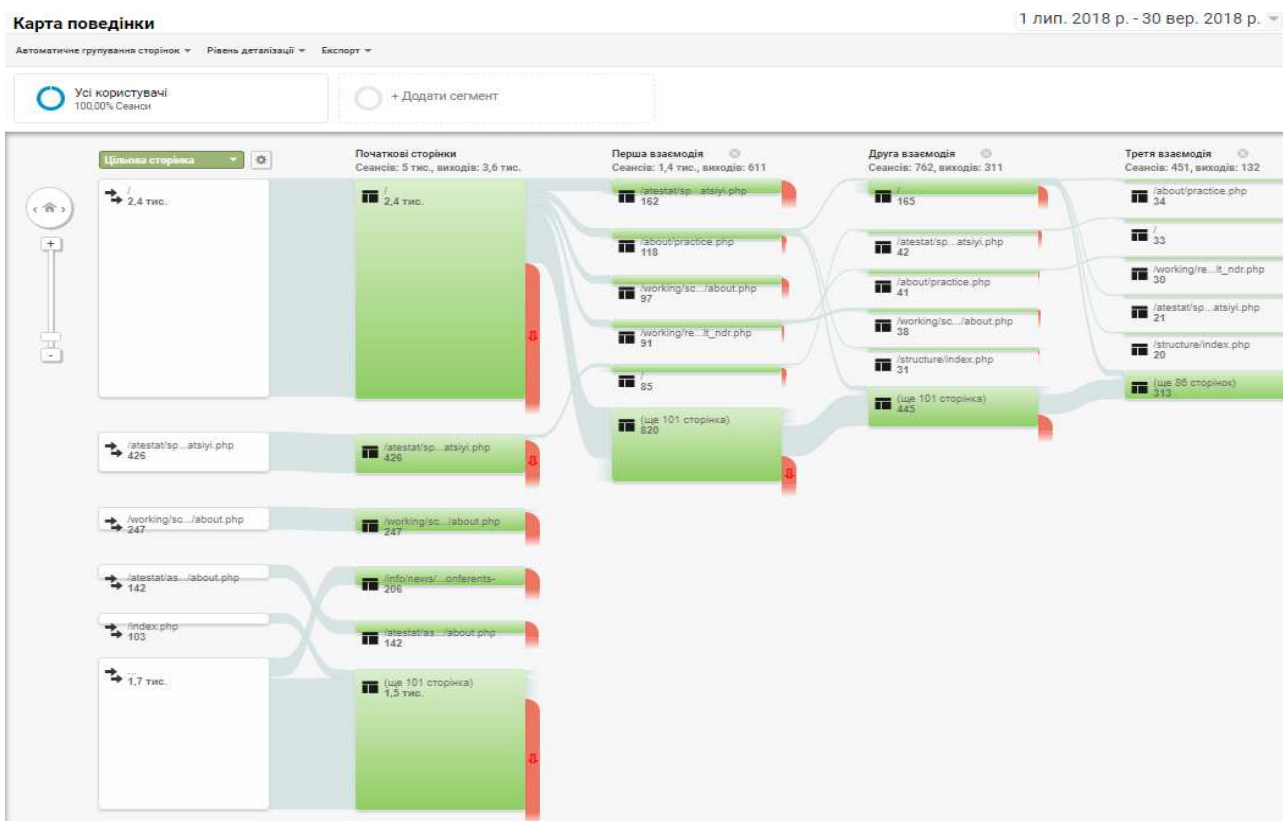 Карта поведінки
1 лип. 2018 р. - 30 вер. 2018 р.
Автоматичне групування сторінок
Рівень деталізації
Експорт
Усі користувачі
100,00% Сеанси
+ Додати сегмент
Цільова сторінка
/
2,4 тис.
/atestat/sp...atsiyi.php
426
/working/sc.../about.php
247
/atestat/as.../about.php
142
/index.php
103
...
1,7 тис.
Початкові сторінки
Сеансів: 5 тис., виходів: 3,6 тис.
/
2,4 тис.
/atestat/sp...atsiyi.php
426
/working/sc.../about.php
247
/info/news/...onferents-
206
/atestat/as.../about.php
142
(ще 101 сторінка)
1,5 тис.
Перша взаємодія
Сеансів: 1,4 тис., виходів: 611
/atestat/sp...atsiyi.php
162
/about/practice.php
118
/working/sc.../about.php
97
/working/re...lt_ndr.php
91
/
85
(ще 101 сторінка)
820
Друга взаємодія
Сеансів: 762, виходів: 311
/
165
/atestat/sp...atsiyi.php
42
/about/practice.php
41
/working/sc.../about.php
38
/structure/index.php
31
(ще 101 сторінка)
445
Третя взаємодія
Сеансів: 451, виходів: 132
/about/practice.php
34
/
33
/working/re...lt_ndr.php
30
/atestat/sp...atsiyi.php
21
/structure/index.php
20
(ще 86 сторінок)
313